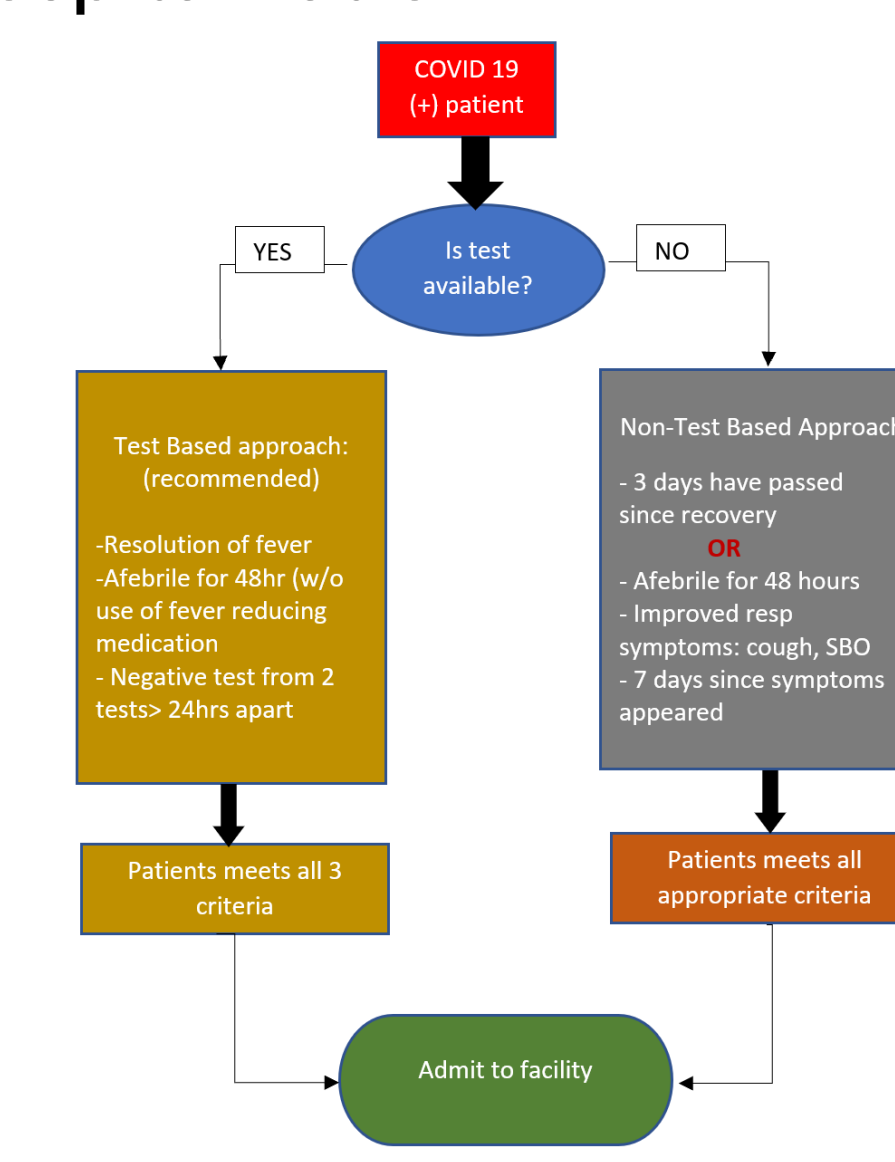 COVID 19
(+) patient
Is test
available?
YES
NO
Test Based approach:
(recommended)
-Resolution of fever
-Afebrile for 48hr (w/o
use of fever reducing
medication
- Negative test from 2
tests> 24hrs apart
Non-Test Based Approach
- 3 days have passed
since recovery
OR
- Afebrile for 48 hours
- Improved resp
symptoms: cough, SBO
- 7 days since symptoms
appeared
Patients meets all 3
criteria
Patients meets all
appropriate criteria
Admit to facility